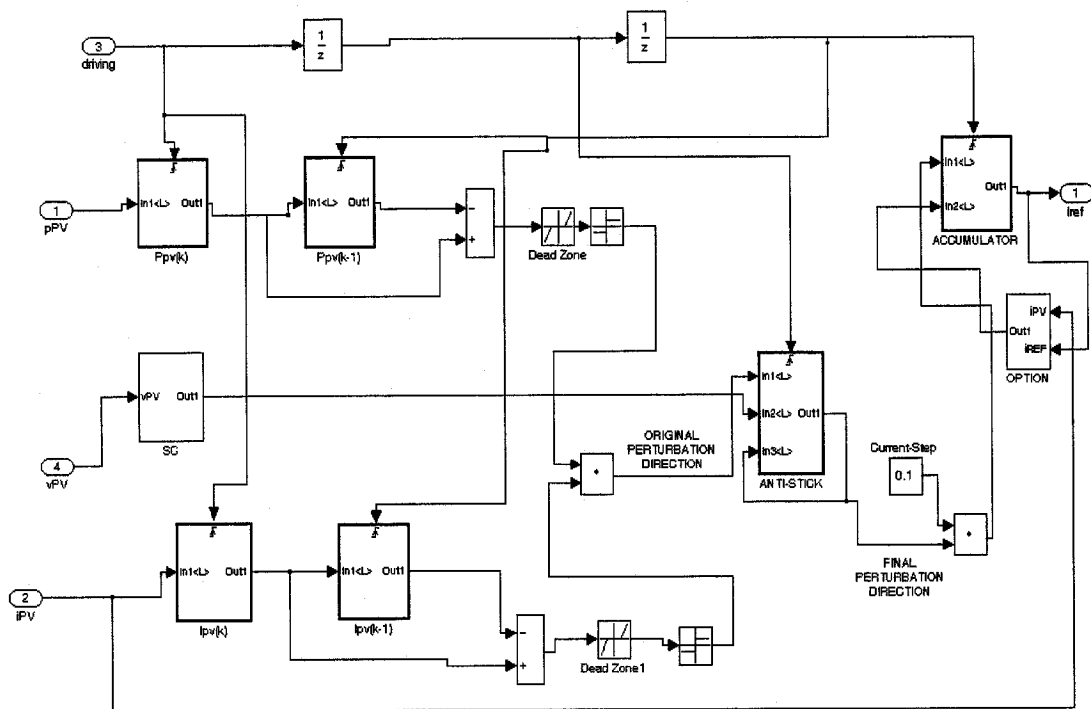 3
driving
1
z
1
z
In1<L> Out1
Ppv(k)
In1<L> Out1
Ppv(k-1)
1
pPV
-
+
Dead Zone
In1<L>
Out1
In2<L>
ACCUMULATOR
1
Iref
iPV
Out1
iREF
OPTION
vPV Out1
SC
4
vPV
ORIGINAL
PERTURBATION
DIRECTION
In1<L>
In2<L> Out1
In3<L>
ANTI-STICK
Current-Step
0.1
FINAL
PERTURBATION
DIRECTION
2
iPV
In1<L> Out1
Ipv(k)
In1<L> Out1
Ipv(k-1)
-
+
Dead Zone1